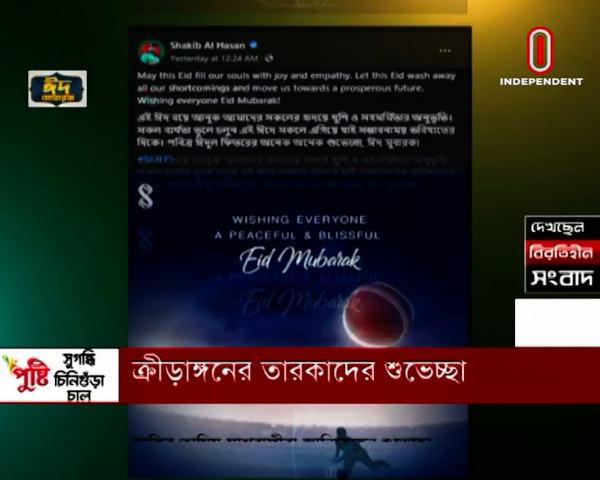 Shakib Al Hasan
Yesterday at 12:24 AM
May this Eid fill our souls with joy and empathy. Let this Eid wash away
all our shortcomings and move us towards a prosperous future.
Wishing everyone Eid Mubarak!
এই ঈদ বয়ে আনুক আমাদের সকলের হৃদয়ে খুশি ও সহমর্মিতার অনুভূতি।
সকল ব্যর্থতা ভুলে চলুন এই ঈদে সকলে এগিয়ে যাই সম্ভাবনাময় ভবিষ্যতের
দিকে। পবিত্র ঈদুল ফিতরের অনেক অনেক শুভেচ্ছা, ঈদ মুবারক!
INDEPENDENT
ঈদ
WISHING EVERYONE
A PEACEFUL & BLISSFUL
Eid Mubarak
Eid Mubarak
দেখছেন
বিরতিহীন
সংবাদ
পুষ্টি
সুগন্ধি
চিনিগুঁড়া
চাল
ক্রীড়াঙ্গনের তারকাদের শুভেচ্ছা